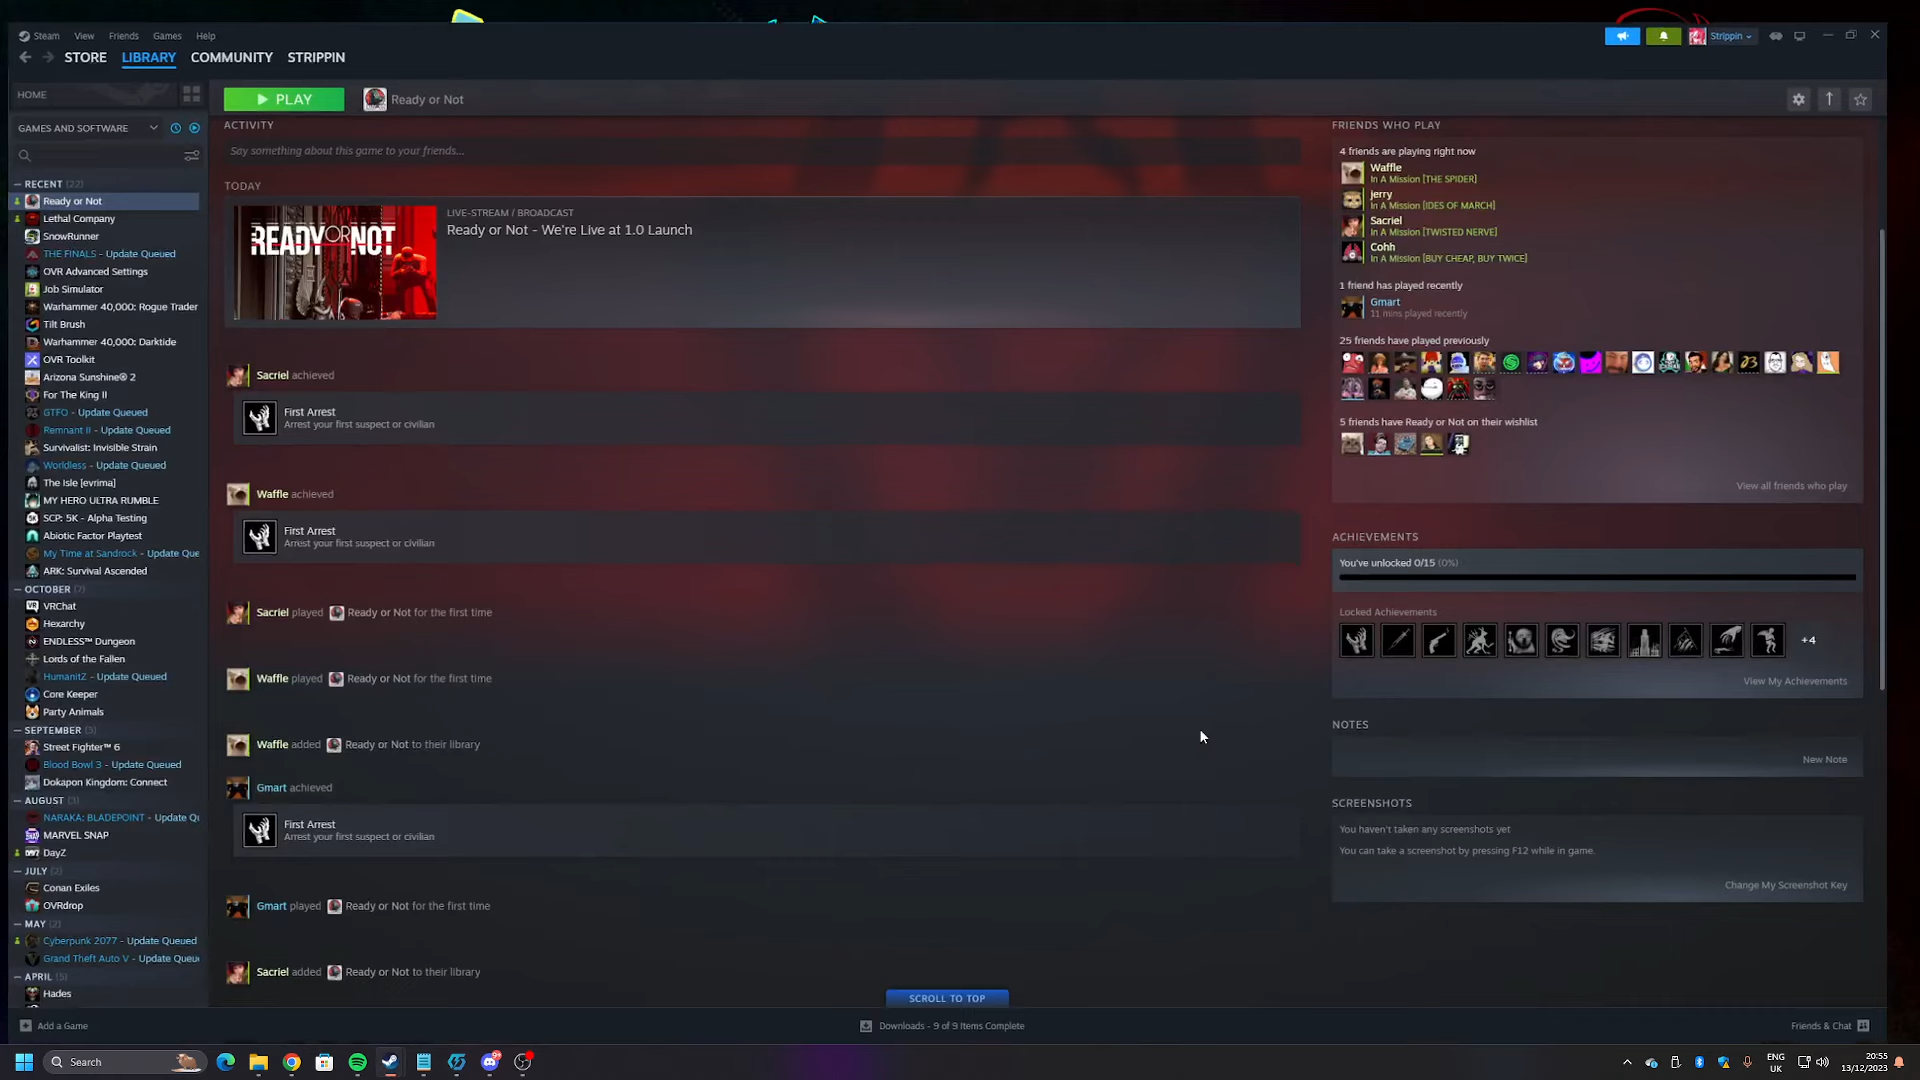 Steam View Friends Games Help
Strippin
STORE LIBRARY COMMUNITY STRIPPIN
HOME
PLAY
Ready or Not
GAMES AND SOFTWARE
RECENT (22)
Ready or Not
Lethal Company
SnowRunner
THE FINALS - Update Queued
OVR Advanced Settings
Job Simulator
Warhammer 40,000: Rogue Trader
Tilt Brush
Warhammer 40,000: Darktide
OVR Toolkit
Arizona Sunshine® 2
For The King II
GTFO - Update Queued
Remnant II - Update Queued
Survivalist: Invisible Strain
Worldless - Update Queued
The Isle [evrima]
MY HERO ULTRA RUMBLE
SCP: 5K - Alpha Testing
Abiotic Factor Playtest
My Time at Sandrock - Update Que
ARK: Survival Ascended
OCTOBER (7)
VRChat
Hexarchy
ENDLESS™ Dungeon
Lords of the Fallen
HumanitZ - Update Queued
Core Keeper
Party Animals
SEPTEMBER (3)
Street Fighter™ 6
Blood Bowl 3 - Update Queued
Dokapon Kingdom: Connect
AUGUST (3)
NARAKA: BLADEPOINT - Update Qu
MARVEL SNAP
DayZ
JULY (2)
Conan Exiles
OVRdrop
MAY (2)
Cyberpunk 2077 - Update Queued
Grand Theft Auto V - Update Queu
APRIL (5)
Hades
ACTIVITY
Say something about this game to your friends...
TODAY
READY OR NOT
LIVE-STREAM / BROADCAST
Ready or Not - We're Live at 1.0 Launch
Sacriel achieved
First Arrest
Arrest your first suspect or civilian
Waffle achieved
First Arrest
Arrest your first suspect or civilian
Sacriel played Ready or Not for the first time
Waffle played Ready or Not for the first time
Waffle added Ready or Not to their library
Gmart achieved
First Arrest
Arrest your first suspect or civilian
Gmart played Ready or Not for the first time
Sacriel added Ready or Not to their library
SCROLL TO TOP
FRIENDS WHO PLAY
4 friends are playing right now
Waffle
In A Mission [THE SPIDER]
jerry
In A Mission [IDES OF MARCH]
Sacriel
In A Mission [TWISTED NERVE]
Cohh
In A Mission [BUY CHEAP, BUY TWICE]
1 friend has played recently
Gmart
11 mins played recently
25 friends have played previously
5 friends have Ready or Not on their wishlist
View all friends who play
ACHIEVEMENTS
You've unlocked 0/15 (0%)
Locked Achievements
+4
View My Achievements
NOTES
New Note
SCREENSHOTS
You haven't taken any screenshots yet
You can take a screenshot by pressing F12 while in game.
Change My Screenshot Key
Add a Game
Downloads - 9 of 9 Items Complete
Friends & Chat
Search
ENG
UK
20:55
13/12/2023